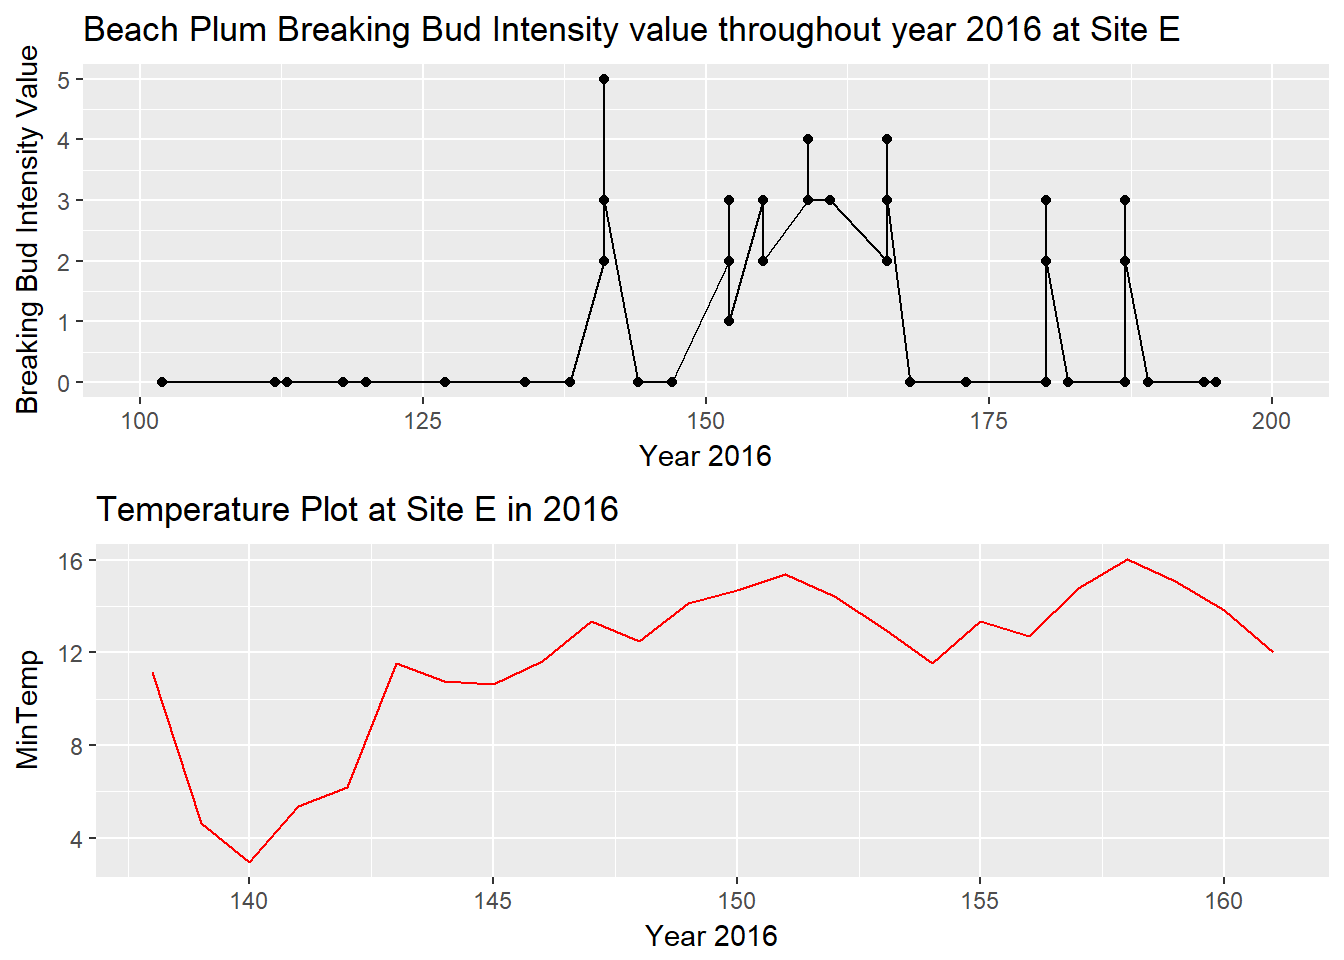 Beach Plum Breaking Bud Intensity value throughout year 2016 at Site E
Breaking Bud Intensity Value
5
4
3
2
1
0
100 125 150 175 200
Year 2016
Temperature Plot at Site E in 2016
MinTemp
16
12
8
4
140 145 150 155 160
Year 2016